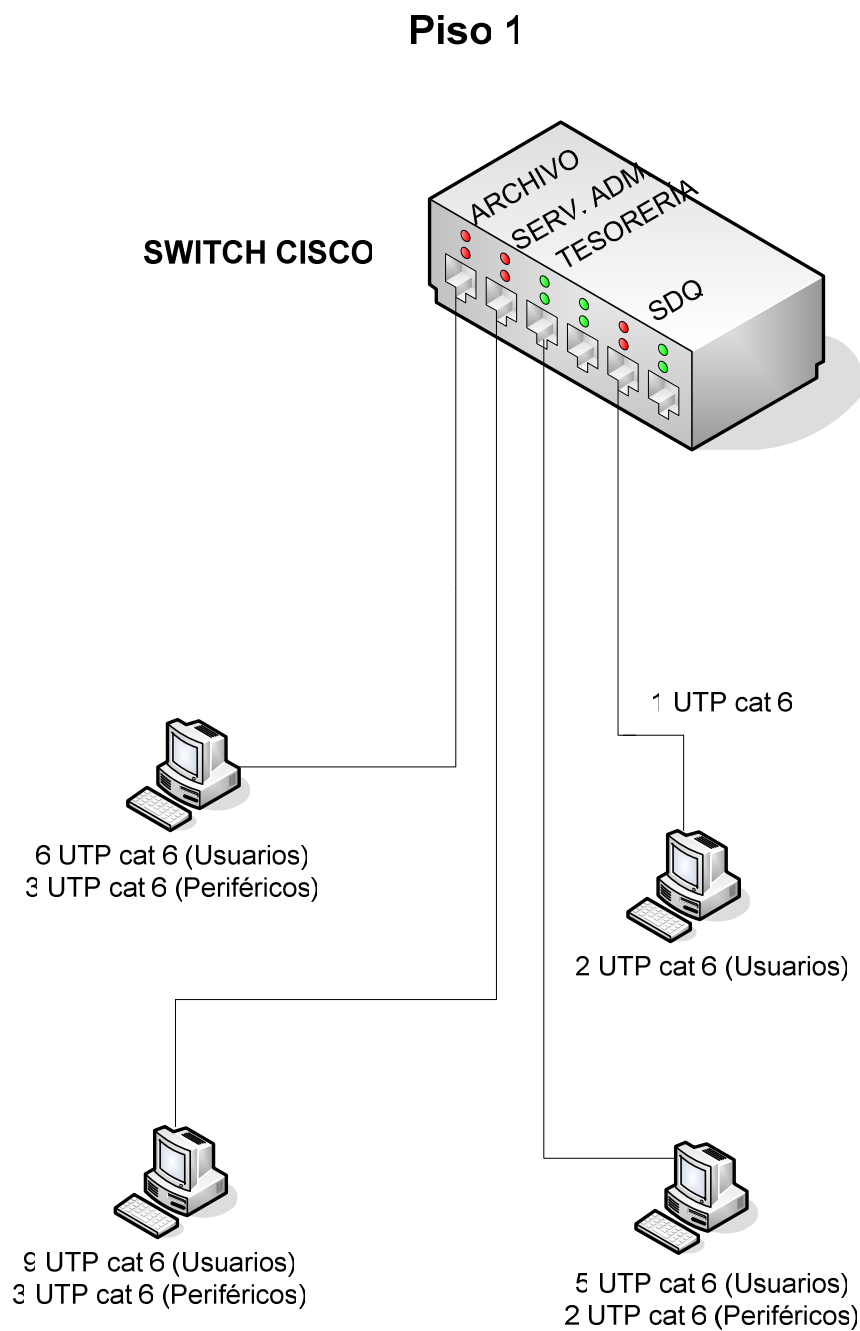 Piso 1
ARCHIVO
SERV. ADM
TESORERÍA
SDQ
SWITCH CISCO
1 UTP cat 6
6 UTP cat 6 (Usuarios)
3 UTP cat 6 (Periféricos)
2 UTP cat 6 (Usuarios)
9 UTP cat 6 (Usuarios)
3 UTP cat 6 (Periféricos)
5 UTP cat 6 (Usuarios)
2 UTP cat 6 (Periféricos)